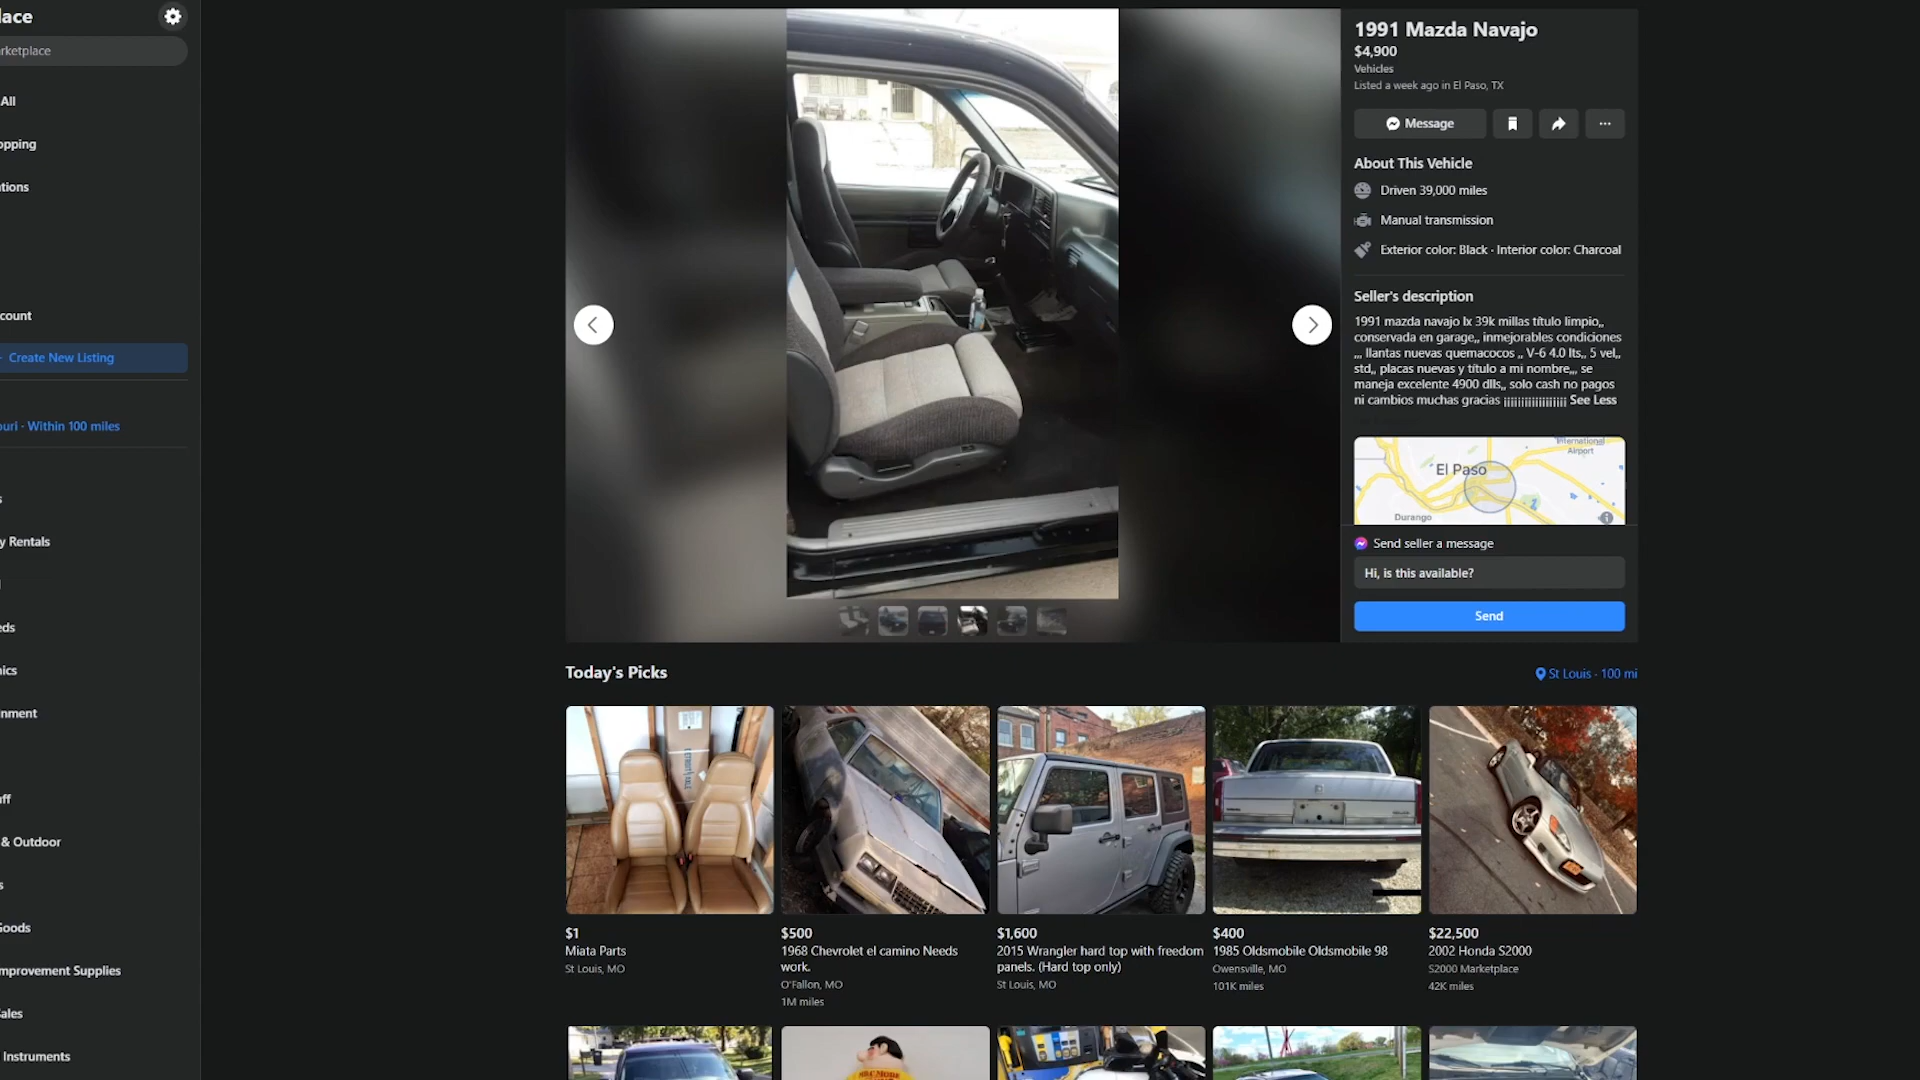 lace
rketplace
All
opping
tions
count
Create New Listing
ouri · Within 100 miles
s
y Rentals
eds
nics
inment
ff
& Outdoor
s
Goods
mprovement Supplies
ales
Instruments
1991 Mazda Navajo
$4,900
Vehicles
Listed a week ago in El Paso, TX
Message
About This Vehicle
Driven 39,000 miles
Manual transmission
Exterior color: Black · Interior color: Charcoal
Seller's description
1991 mazda navajo lx 39k millas título limpio,,
conservada en garage,, inmejorables condiciones
,,, llantas nuevas quemacocos ,, V-6 4.0 lts,, 5 vel,,
std,, placas nuevas y título a mi nombre,,, se
maneja excelente 4900 dlls,, solo cash no pagos
ni cambios muchas gracias ¡¡¡¡¡¡¡¡¡¡¡¡¡¡¡¡¡¡ See Less
International
Airport
El Paso
Durango
Send seller a message
Hi, is this available?
Send
Today's Picks
St Louis · 100 mi
$1
Miata Parts
St Louis, MO
$500
1968 Chevrolet el camino Needs
work.
O'Fallon, MO
1M miles
$1,600
2015 Wrangler hard top with freedom
panels. (Hard top only)
St Louis, MO
$400
1985 Oldsmobile Oldsmobile 98
Owensville, MO
101K miles
$22,500
2002 Honda S2000
S2000 Marketplace
42K miles